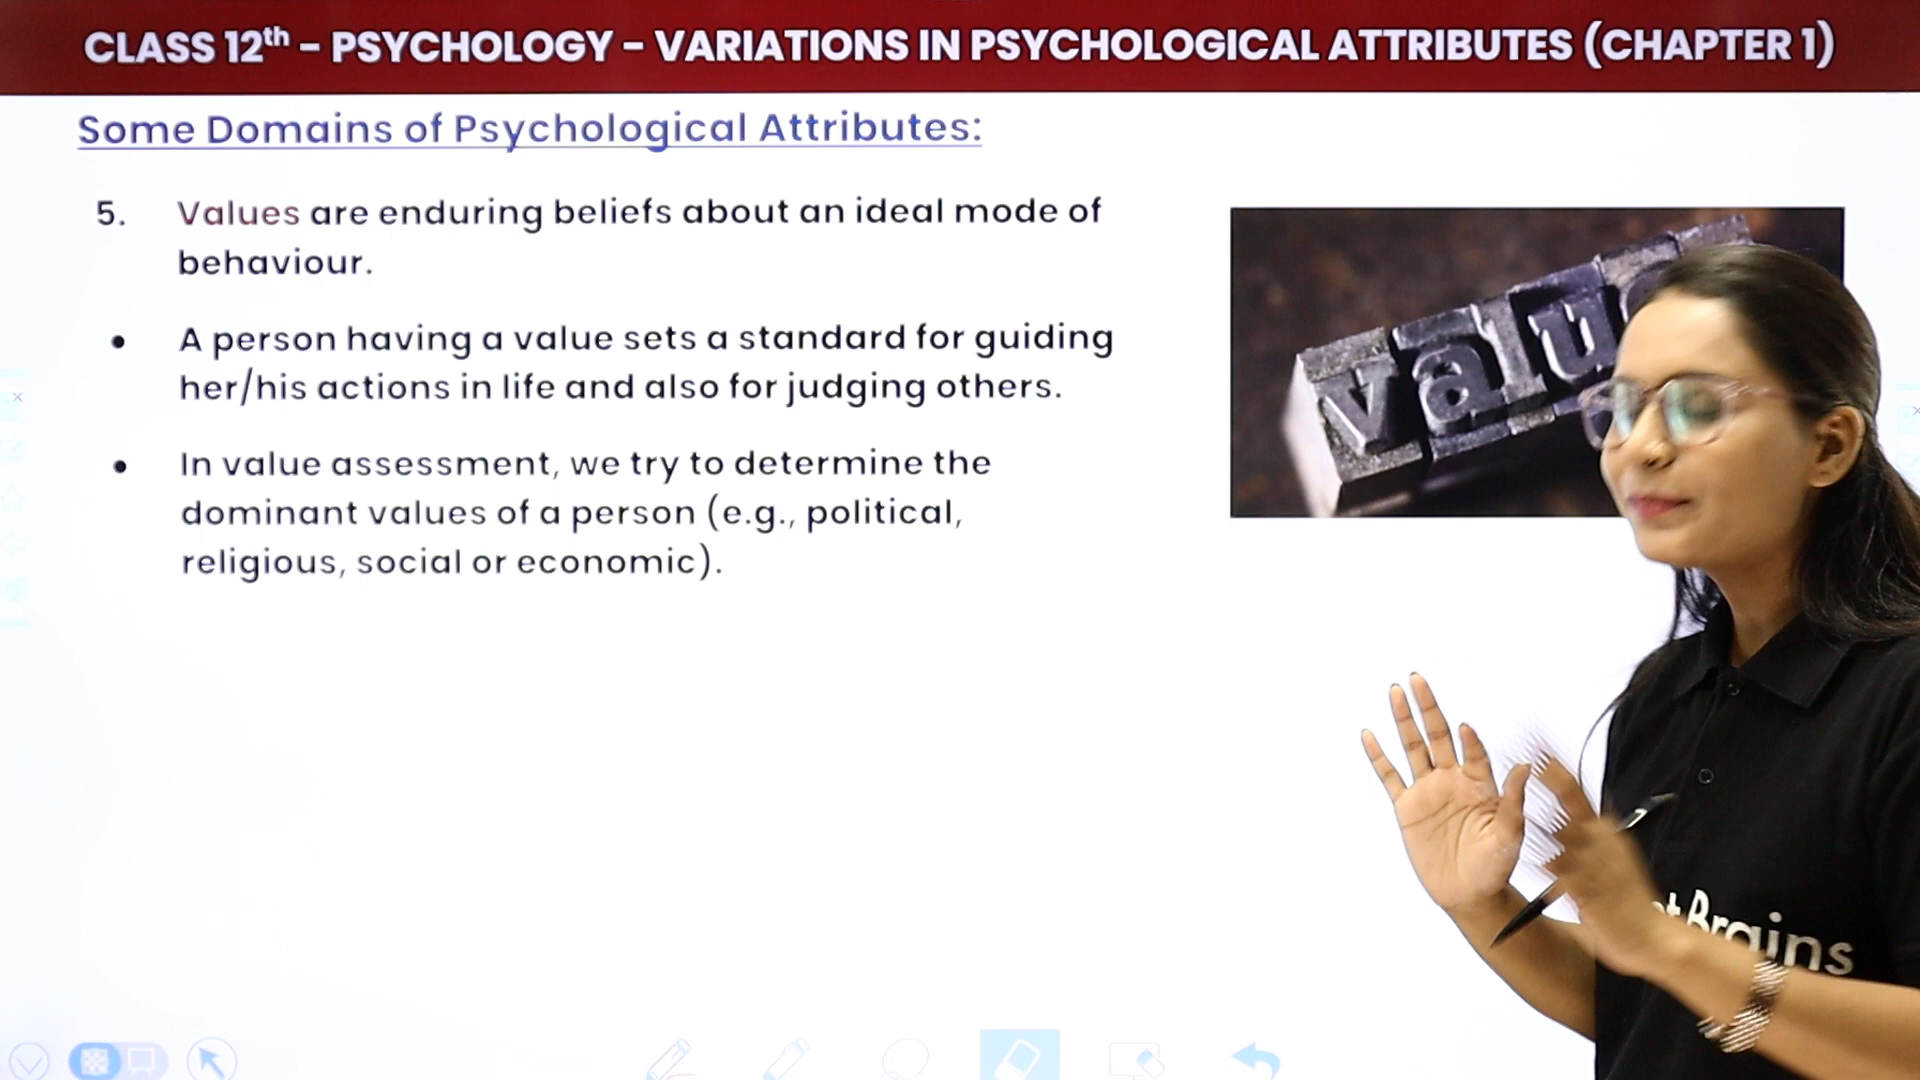 CLASS 12th – PSYCHOLOGY – VARIATIONS IN PSYCHOLOGICAL ATTRIBUTES (CHAPTER 1)
Some Domains of Psychological Attributes:
5. Values are enduring beliefs about an ideal mode of
behaviour.
• A person having a value sets a standard for guiding
her/his actions in life and also for judging others.
• In value assessment, we try to determine the
dominant values of a person (e.g., political,
religious, social or economic).
Brains